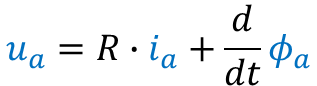 u_a = R · i_a + d/dt ϕ_a